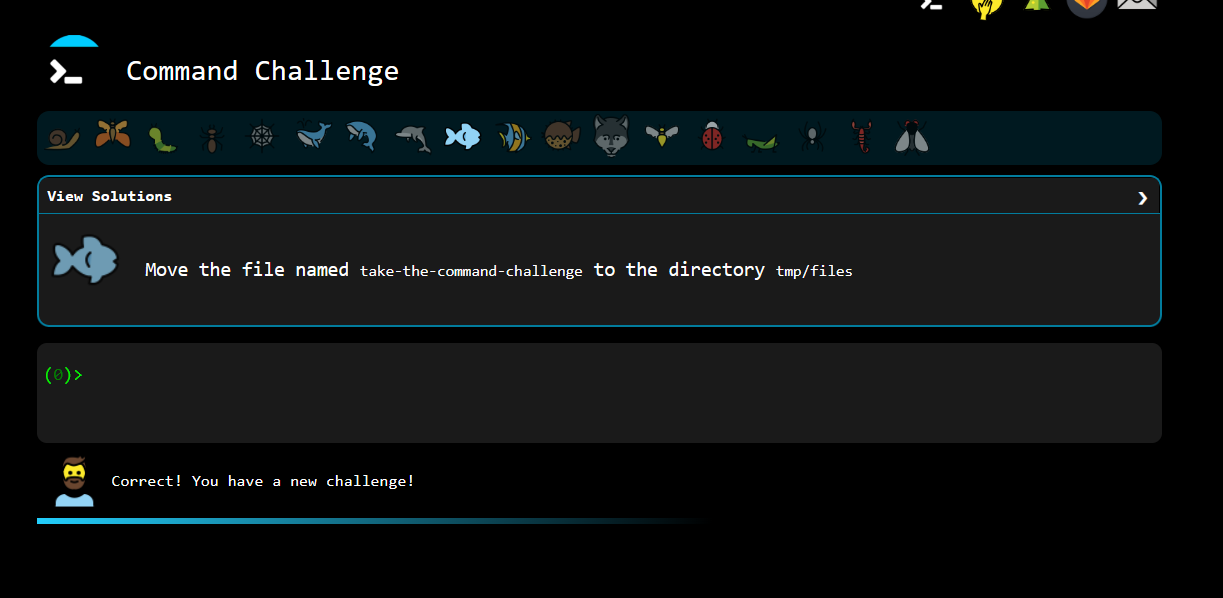 Command Challenge
View Solutions
Move the file named take-the-command-challenge to the directory tmp/files
(0)>
Correct! You have a new challenge!